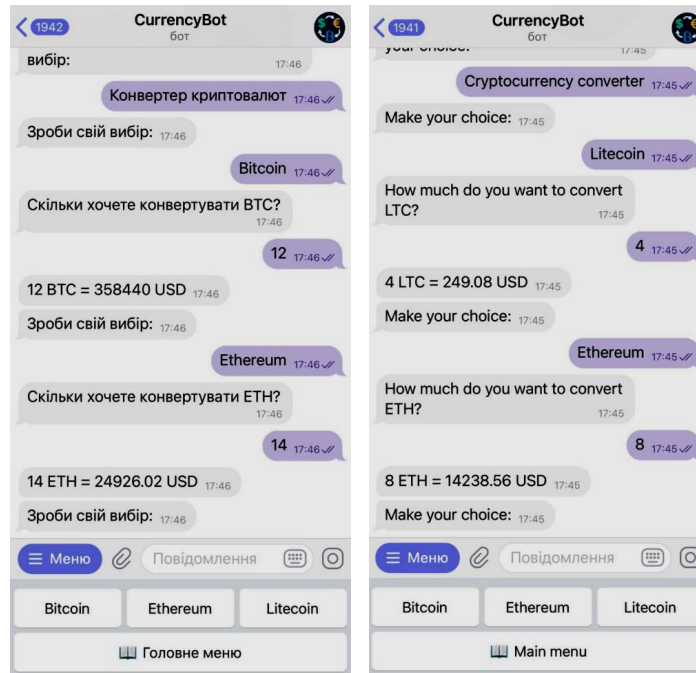 1942
CurrencyBot
бот
вибір:
17:46
Конвертер криптовалют 17:46
Зроби свій вибір: 17:46
Bitcoin 17:46
Скільки хочете конвертувати BTC?
17:46
12 17:46
12 BTC = 358440 USD 17:46
Зроби свій вибір: 17:46
Ethereum 17:46
Скільки хочете конвертувати ETH?
17:46
14 17:46
14 ETH = 24926.02 USD 17:46
Зроби свій вибір: 17:46
Меню
Повідомлення
Bitcoin
Ethereum
Litecoin
Головне меню
1941
CurrencyBot
бот
your choice:
17:45
Cryptocurrency converter 17:45
Make your choice: 17:45
Litecoin 17:45
How much do you want to convert
LTC?
17:45
4 17:45
4 LTC = 249.08 USD 17:45
Make your choice: 17:45
Ethereum 17:45
How much do you want to convert
ETH?
17:45
8 17:45
8 ETH = 14238.56 USD 17:45
Make your choice: 17:45
Меню
Повідомлення
Bitcoin
Ethereum
Litecoin
Main menu